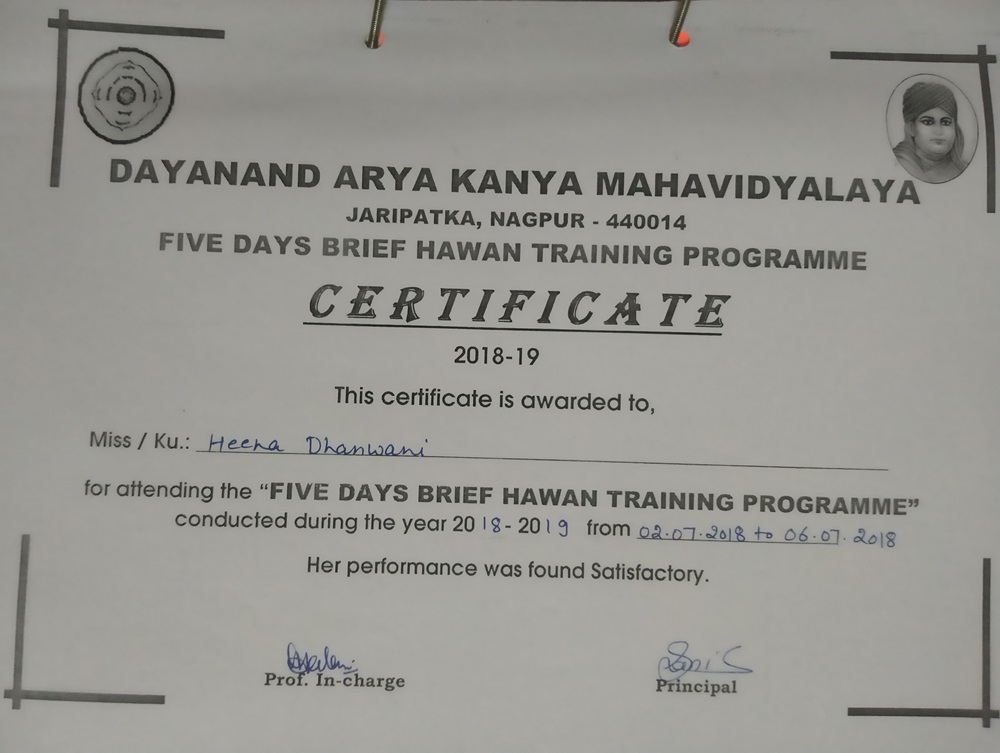 DAYANAND ARYA KANYA MAHAVIDYALAYA
JARIPATKA, NAGPUR - 440014
FIVE DAYS BRIEF HAWAN TRAINING PROGRAMME
CERTIFICATE
2018-19
This certificate is awarded to,
Miss / Ku.: Heena Dhanwani
for attending the “FIVE DAYS BRIEF HAWAN TRAINING PROGRAMME”
conducted during the year 2018-2019 from 02.07.2018 to 06.07.2018
Her performance was found Satisfactory.
Prof. In-charge
Principal